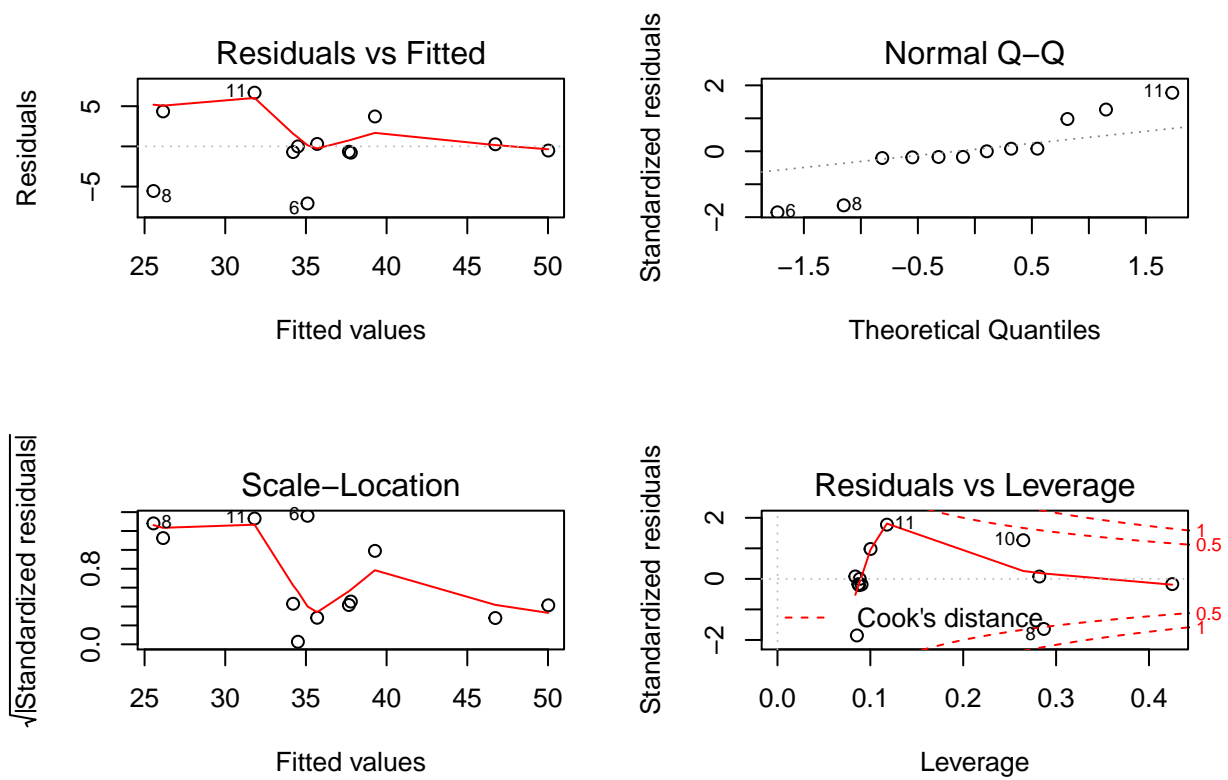 Residuals vs Fitted
Residuals
5
−5
11
8
6
25 30 35 40 45 50
Fitted values
Normal Q−Q
Standardized residuals
2
0
−2
11
6
8
−1.5 −0.5 0.5 1.5
Theoretical Quantiles
Scale−Location
√|Standardized residuals|
0.8
0.0
8
11
6
25 30 35 40 45 50
Fitted values
Residuals vs Leverage
Standardized residuals
2
0
−2
11
10
8
Cook's distance
1
0.5
0.5
1
0.0 0.1 0.2 0.3 0.4
Leverage